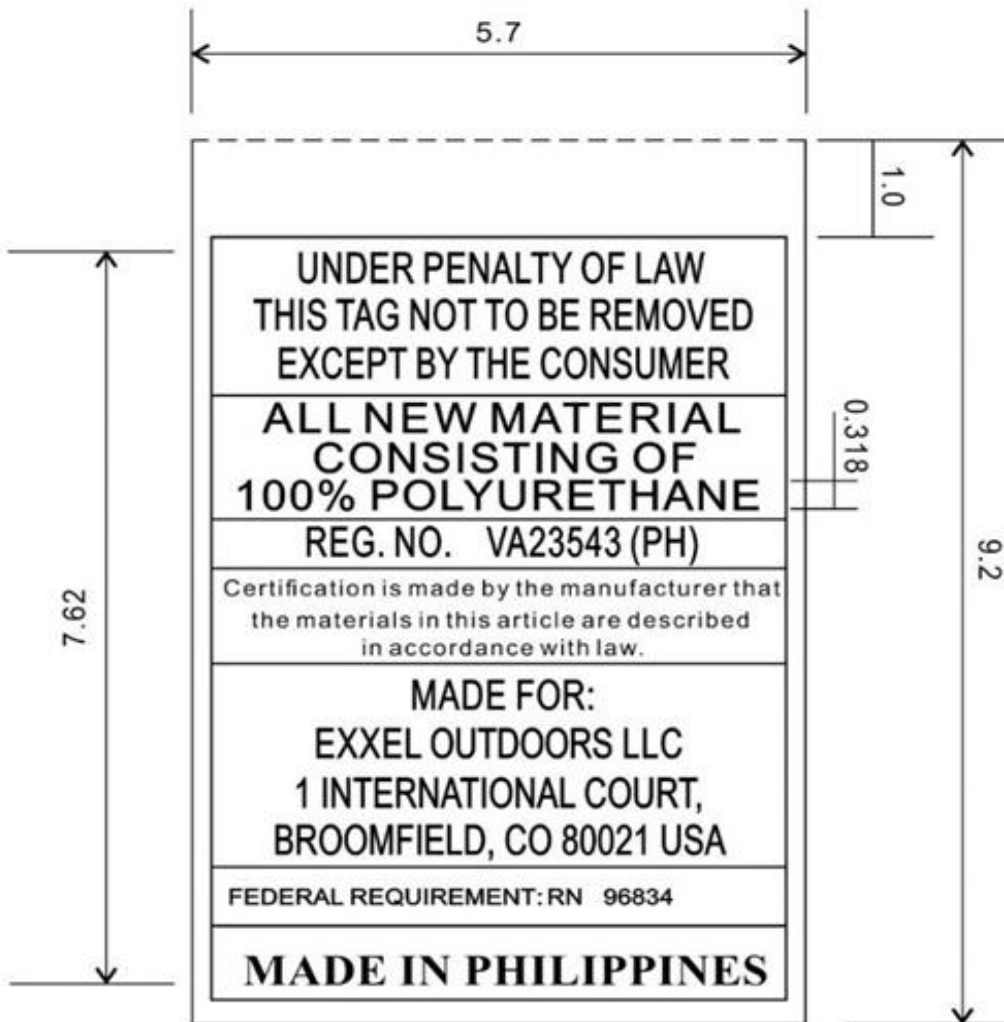 5.7
1.0
UNDER PENALTY OF LAW
THIS TAG NOT TO BE REMOVED
EXCEPT BY THE CONSUMER
ALL NEW MATERIAL
CONSISTING OF
100% POLYURETHANE
0.318
REG. NO. VA23543 (PH)
9.2
Certification is made by the manufacturer that
the materials in this article are described
in accordance with law.
7.62
MADE FOR:
EXXEL OUTDOORS LLC
1 INTERNATIONAL COURT,
BROOMFIELD, CO 80021 USA
FEDERAL REQUIREMENT: RN 96834
MADE IN PHILIPPINES